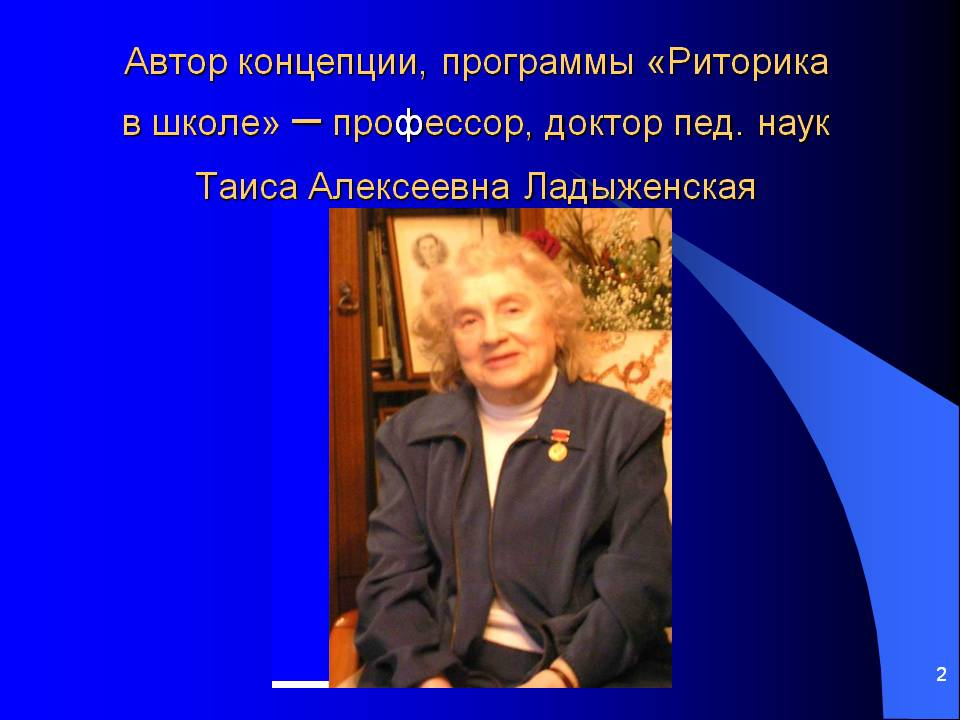 Автор концепции, программы «Риторика
в школе» – профессор, доктор пед. наук
Таиса Алексеевна Ладыженская
2